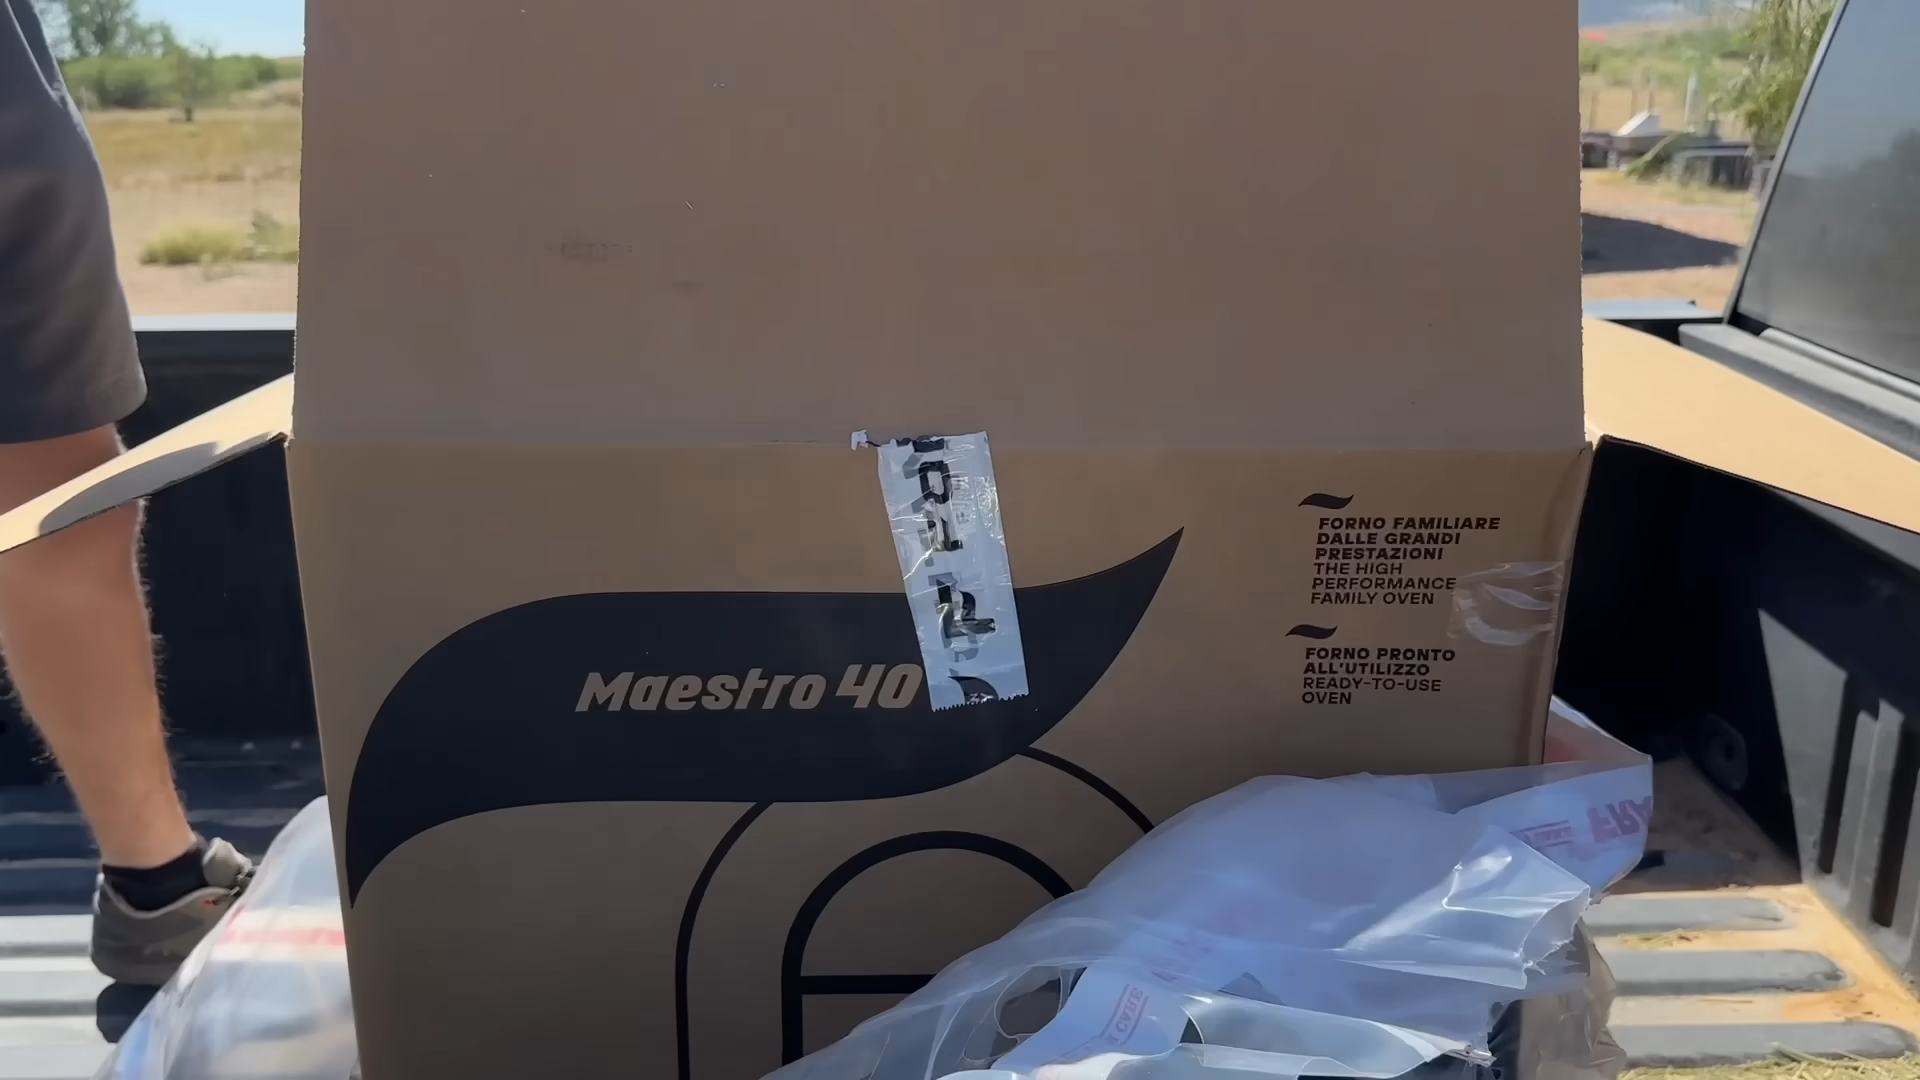 Maestro 40
FORNO FAMILIARE
DALLE GRANDI
PRESTAZIONI
THE HIGH
PERFORMANCE
FAMILY OVEN
FORNO PRONTO
ALL'UTILIZZO
READY-TO-USE
OVEN